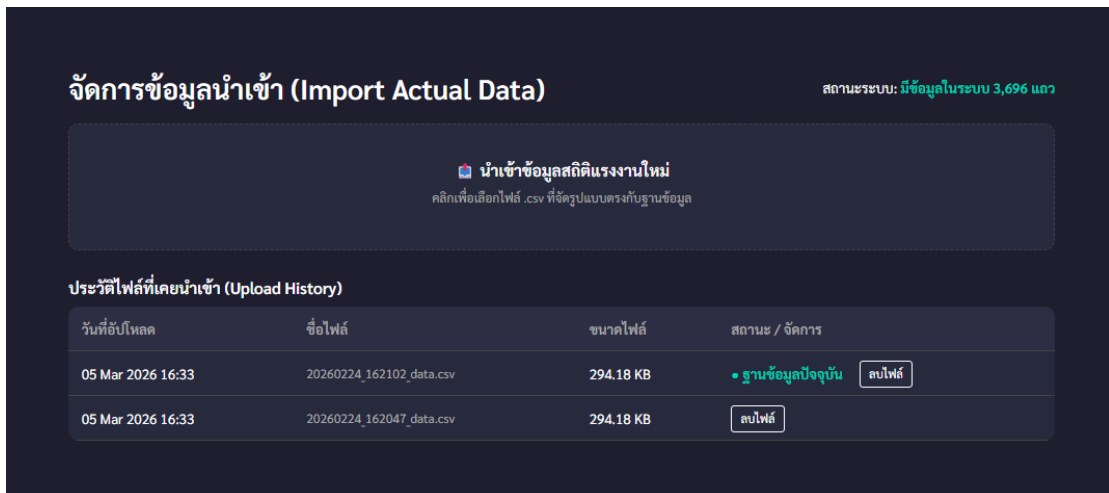 จัดการข้อมูลนำเข้า (Import Actual Data)
สถานะระบบ: มีข้อมูลในระบบ 3,696 แถว
นำเข้าข้อมูลสถิติแรงงานใหม่
คลิกเพื่อเลือกไฟล์ .csv ที่จัดรูปแบบตรงกับฐานข้อมูล
ประวัติไฟล์ที่เคยนำเข้า (Upload History)
วันที่อัปโหลด ชื่อไฟล์ ขนาดไฟล์ สถานะ / จัดการ
05 Mar 2026 16:33 20260224_162102_data.csv 294.18 KB • ฐานข้อมูลปัจจุบัน ลบไฟล์
05 Mar 2026 16:33 20260224_162047_data.csv 294.18 KB ลบไฟล์